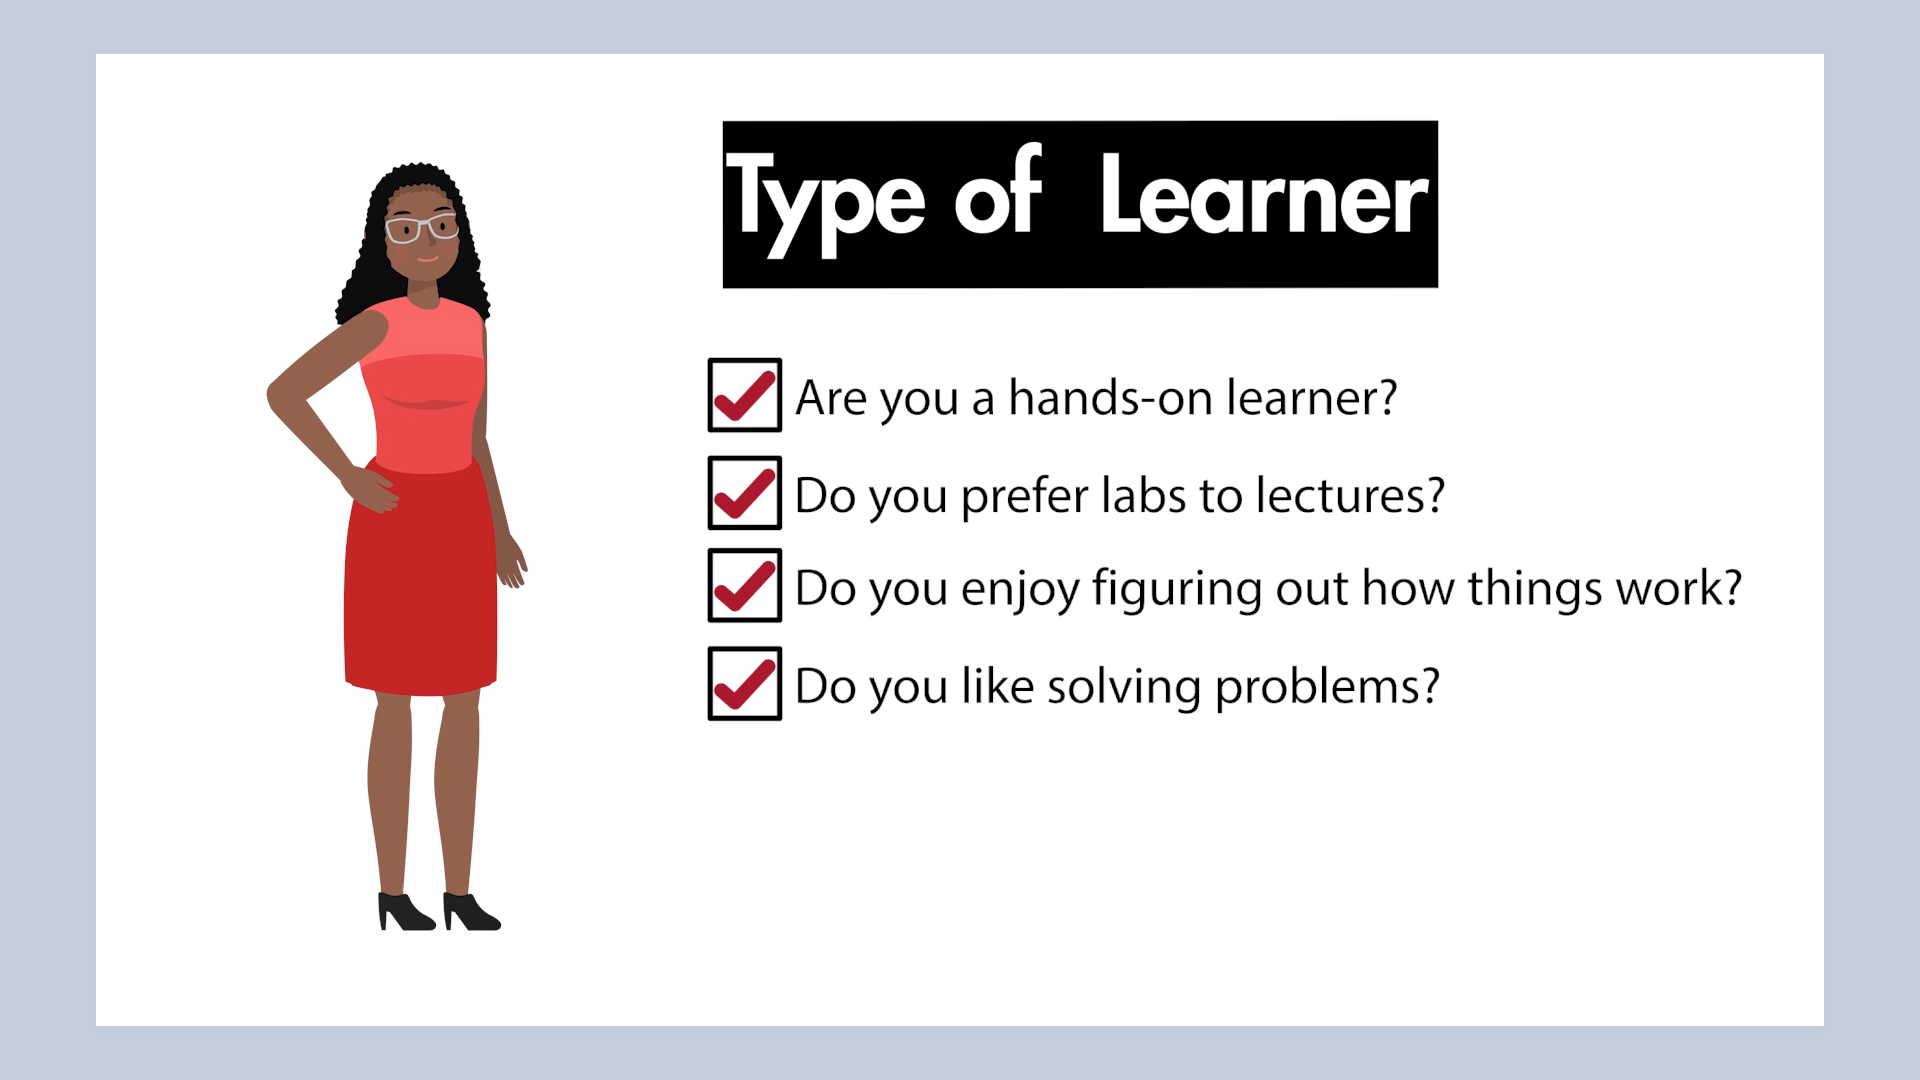 Type of Learner
Are you a hands-on learner?
Do you prefer labs to lectures?
Do you enjoy figuring out how things work?
Do you like solving problems?